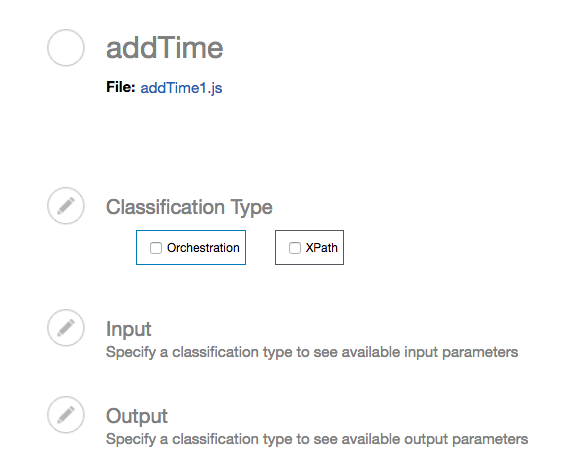 addTime
File: addTime1.js
Classification Type
Orchestration XPath
Input
Specify a classification type to see available input parameters
Output
Specify a classification type to see available output parameters